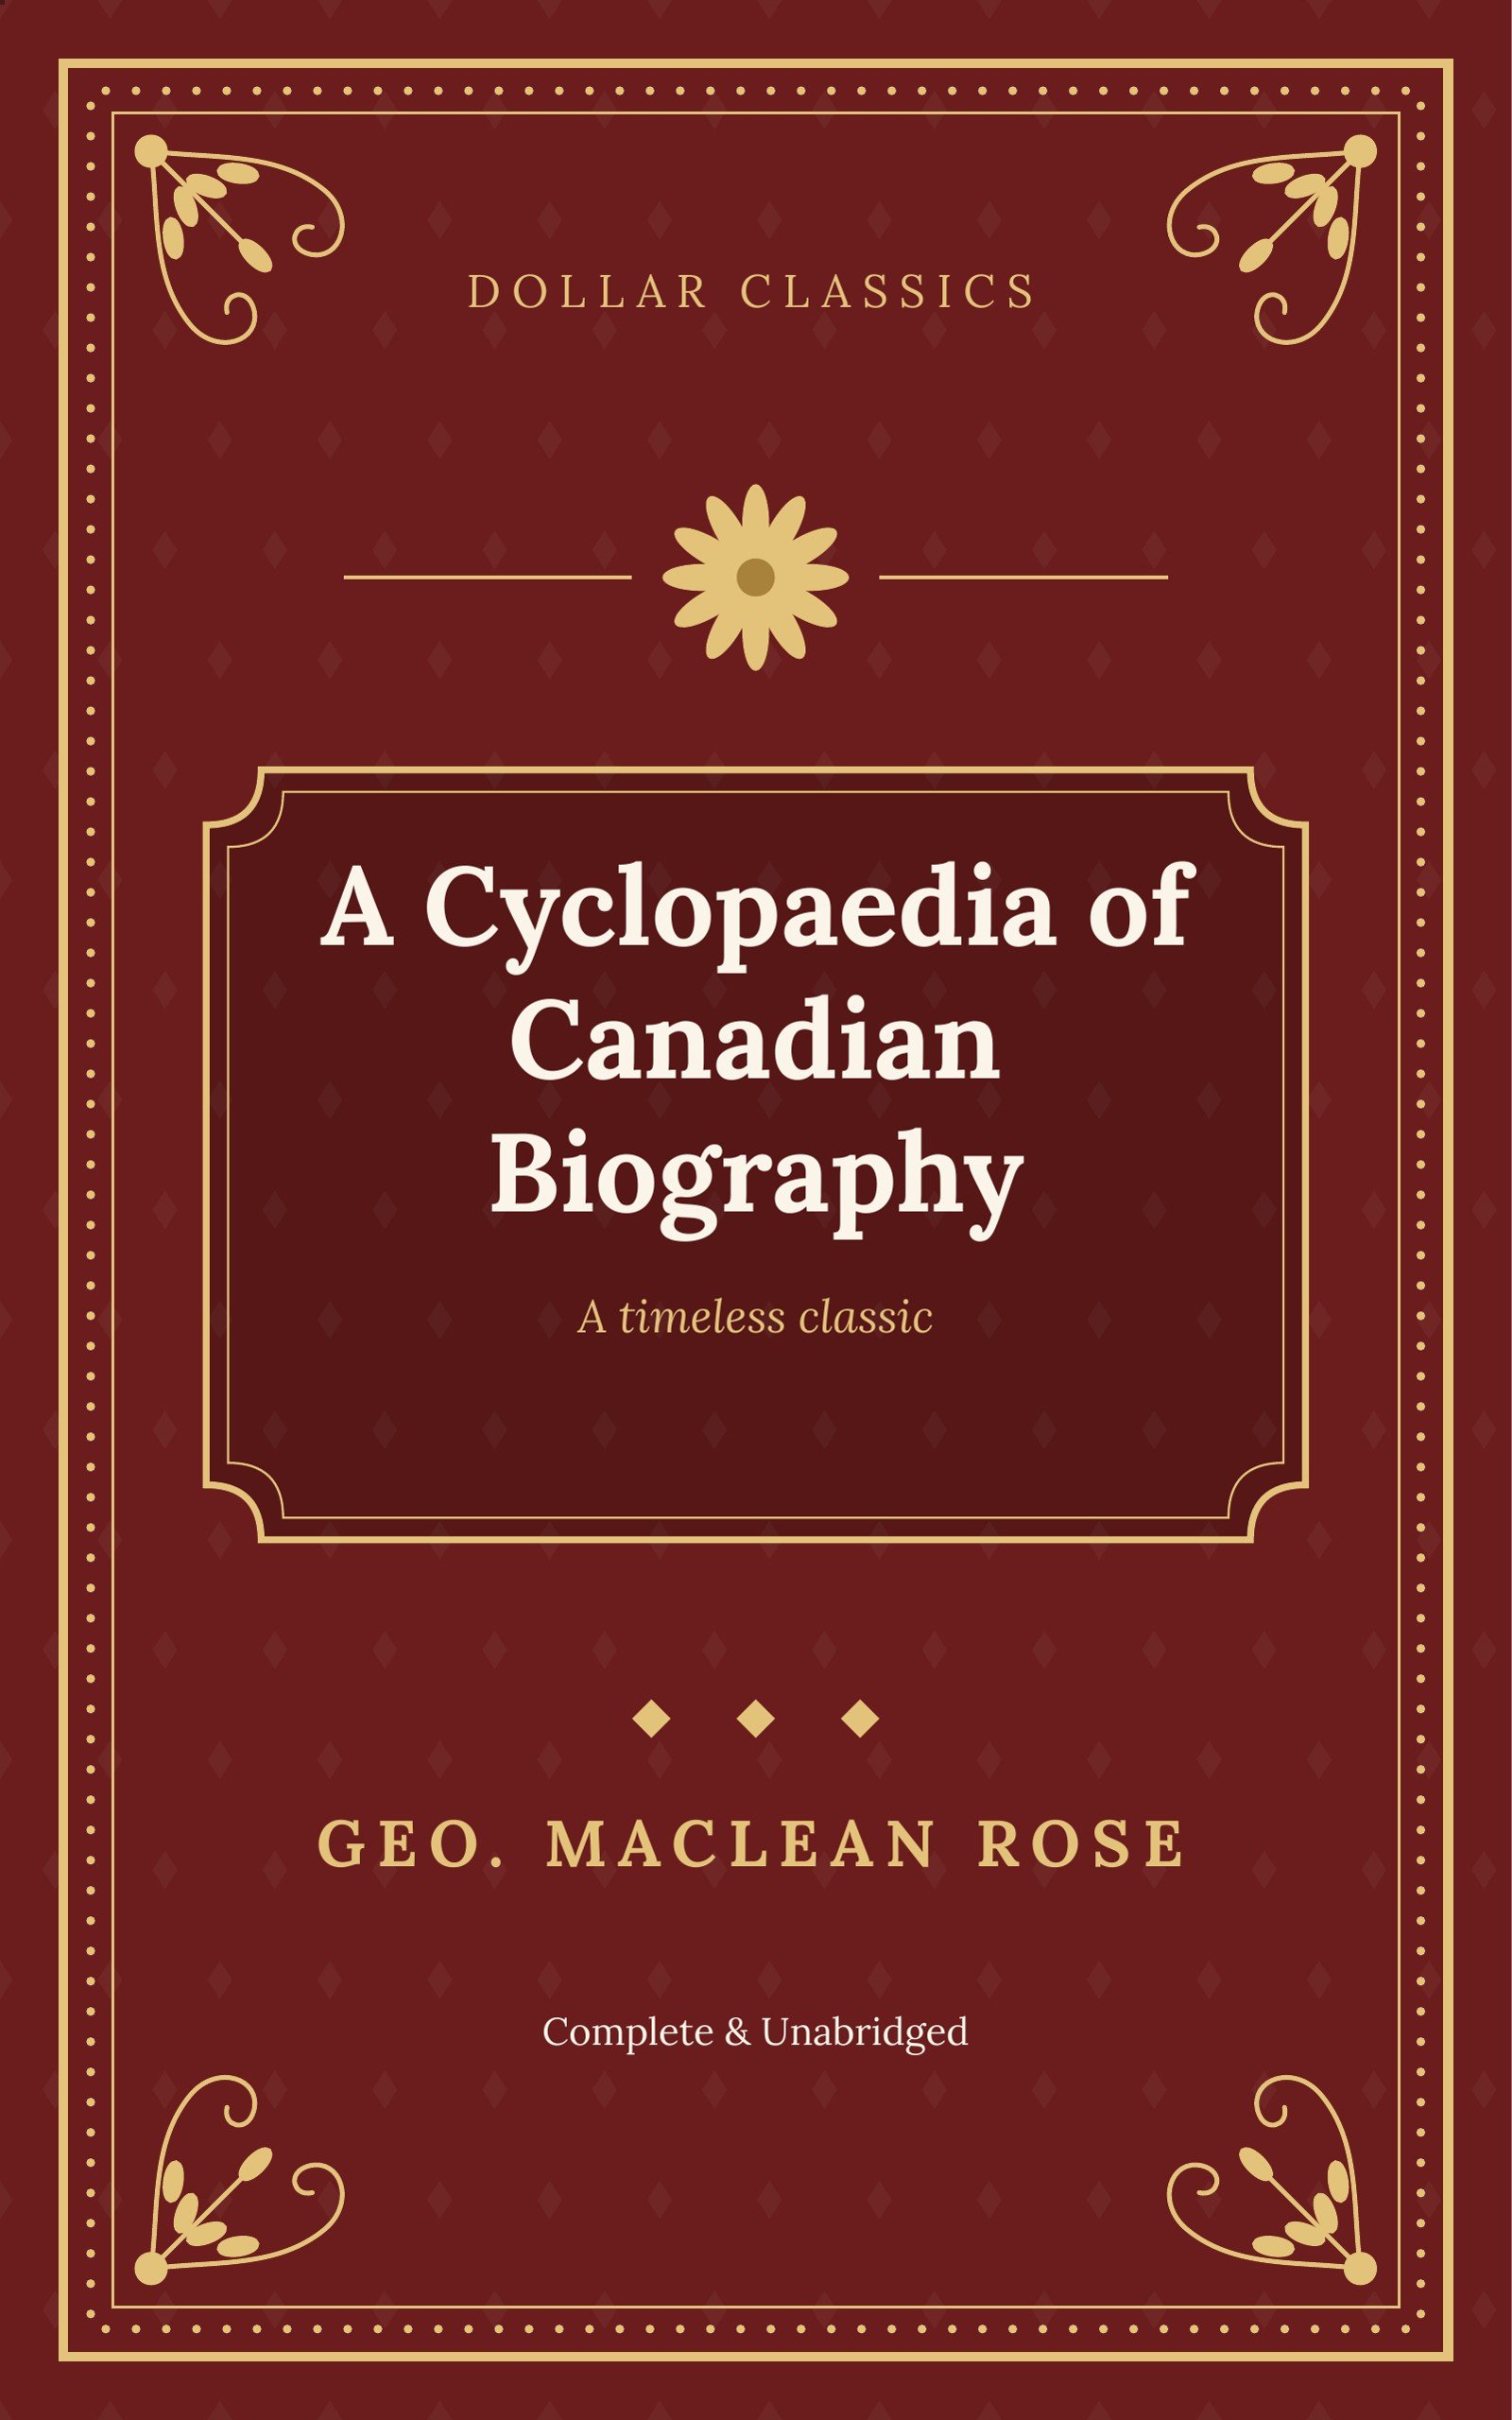 DOLLAR CLASSICS
A Cyclopaedia of
Canadian
Biography
A timeless classic
GEO. MACLEAN ROSE
Complete & Unabridged